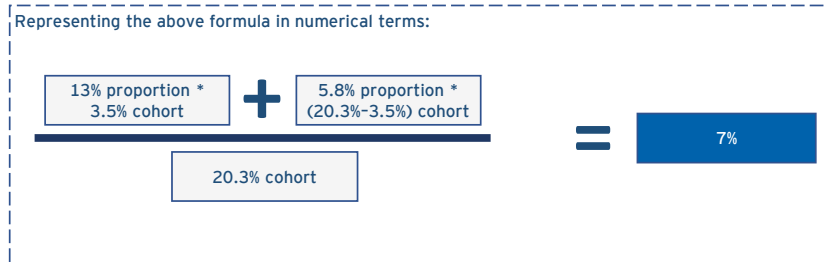 Representing the above formula in numerical terms:
13% proportion *
3.5% cohort
+
5.8% proportion *
(20.3%-3.5%) cohort
20.3% cohort
=
7%